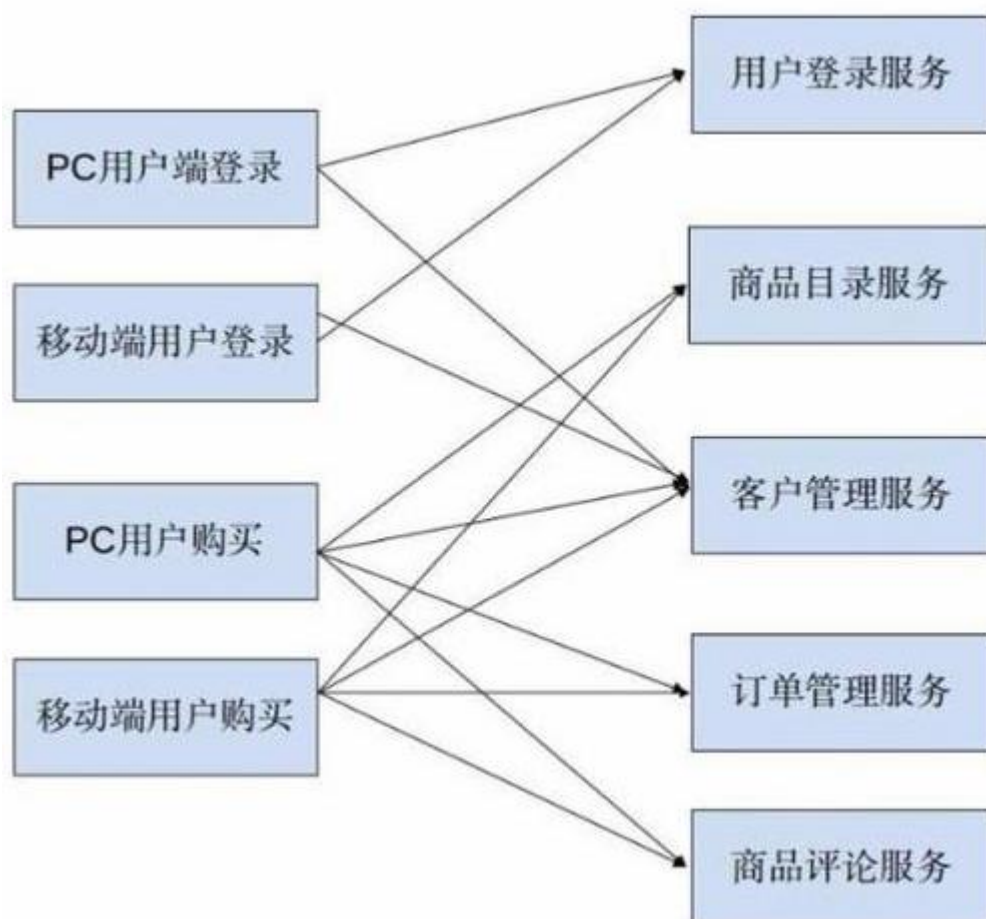 PC用户端登录
移动端用户登录
PC用户购买
移动端用户购买
用户登录服务
商品目录服务
客户管理服务
订单管理服务
商品评论服务